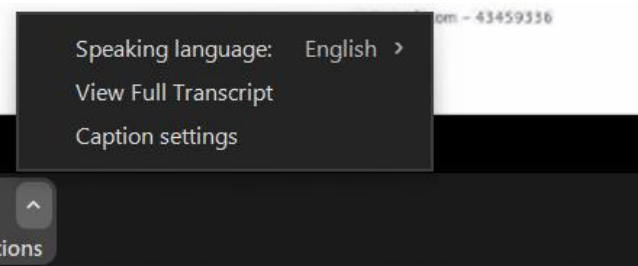 om - 43459336
Speaking language: English >
View Full Transcript
Caption settings
tions